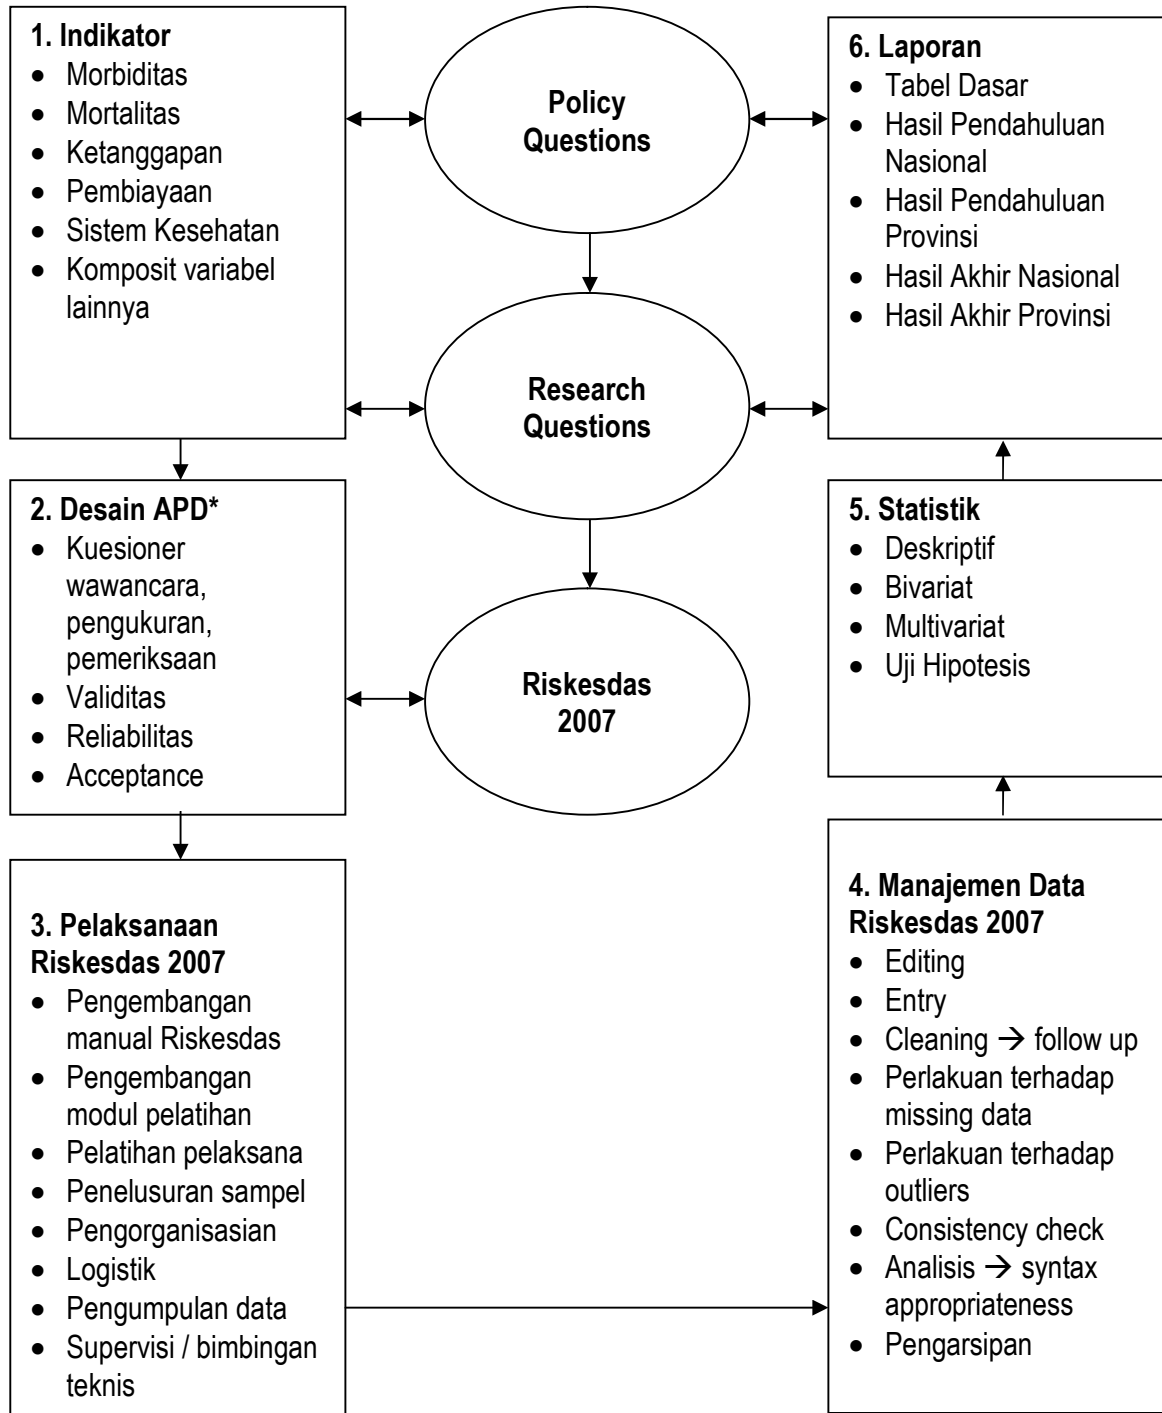 1. Indikator
• Morbiditas
• Mortalitas
• Ketanggapan
• Pembiayaan
• Sistem Kesehatan
• Komposit variabel
lainnya
Policy
Questions
6. Laporan
• Tabel Dasar
• Hasil Pendahuluan
Nasional
• Hasil Pendahuluan
Provinsi
• Hasil Akhir Nasional
• Hasil Akhir Provinsi
Research
Questions
2. Desain APD*
• Kuesioner
wawancara,
pengukuran,
pemeriksaan
• Validitas
• Reliabilitas
• Acceptance
Riskesdas
2007
5. Statistik
• Deskriptif
• Bivariat
• Multivariat
• Uji Hipotesis
3. Pelaksanaan
Riskesdas 2007
• Pengembangan
manual Riskesdas
• Pengembangan
modul pelatihan
• Pelatihan pelaksana
• Penelusuran sampel
• Pengorganisasian
• Logistik
• Pengumpulan data
• Supervisi / bimbingan
teknis
4. Manajemen Data
Riskesdas 2007
• Editing
• Entry
• Cleaning → follow up
• Perlakuan terhadap
missing data
• Perlakuan terhadap
outliers
• Consistency check
• Analisis → syntax
appropriateness
• Pengarsipan